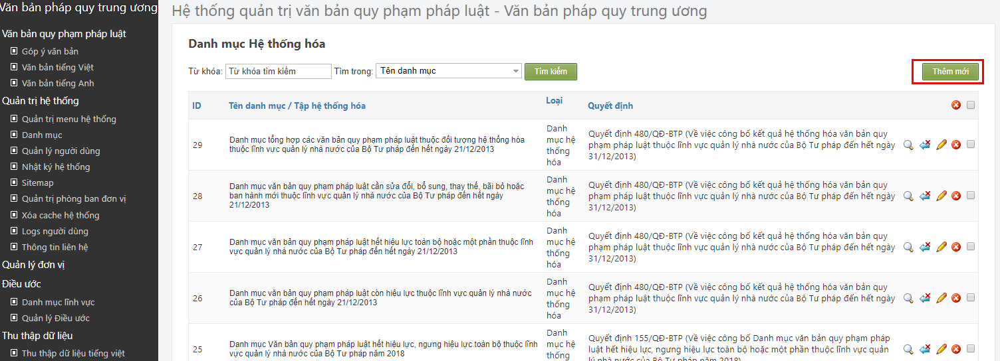 Văn bản pháp quy trung ương
Văn bản quy phạm pháp luật
Góp ý văn bản
Văn bản tiếng Việt
Văn bản tiếng Anh
Quản trị hệ thống
Quản trị menu hệ thống
Danh mục
Quản lý người dùng
Nhật ký hệ thống
Sitemap
Quản trị phòng ban đơn vị
Xóa cache hệ thống
Logs người dùng
Thông tin liên hệ
Quản lý đơn vị
Điều ước
Danh mục lĩnh vực
Quản lý Điều ước
Thu thập dữ liệu
Thu thập dữ liệu tiếng việt
Hệ thống quản trị văn bản quy phạm pháp luật - Văn bản pháp quy trung ương
Danh mục Hệ thống hóa
Từ khóa: Từ khóa tìm kiếm Tìm trong: Tên danh mục Tìm kiếm Thêm mới
ID Tên danh mục / Tập hệ thống hóa Loại Quyết định
29
Danh mục tổng hợp các văn bản quy phạm pháp luật thuộc đối tượng hệ thống hóa
thuộc lĩnh vực quản lý nhà nước của Bộ Tư pháp đến hết ngày 21/12/2013
Danh
mục hệ
thống
hóa
Quyết định 480/QĐ-BTP (Về việc công bố kết quả hệ thống hóa văn bản quy
phạm pháp luật thuộc lĩnh vực quản lý nhà nước của Bộ Tư pháp đến hết ngày
31/12/2013)
28
Danh mục văn bản quy phạm pháp luật cần sửa đổi, bổ sung, thay thế, bãi bỏ hoặc
ban hành mới thuộc lĩnh vực quản lý nhà nước của Bộ Tư pháp đến hết ngày
21/12/2013
Danh
mục hệ
thống
hóa
Quyết định 480/QĐ-BTP (Về việc công bố kết quả hệ thống hóa văn bản quy
phạm pháp luật thuộc lĩnh vực quản lý nhà nước của Bộ Tư pháp đến hết ngày
31/12/2013)
27
Danh mục văn bản quy phạm pháp luật hết hiệu lực toàn bộ hoặc một phần thuộc lĩnh
vực quản lý nhà nước của Bộ Tư pháp đến hết ngày 21/12/2013
Danh
mục hệ
thống
hóa
Quyết định 480/QĐ-BTP (Về việc công bố kết quả hệ thống hóa văn bản quy
phạm pháp luật thuộc lĩnh vực quản lý nhà nước của Bộ Tư pháp đến hết ngày
31/12/2013)
26
Danh mục văn bản quy phạm pháp luật còn hiệu lực thuộc lĩnh vực quản lý nhà nước
của Bộ Tư pháp đến hết ngày 21/12/2013
Danh
mục hệ
thống
hóa
Quyết định 480/QĐ-BTP (Về việc công bố kết quả hệ thống hóa văn bản quy
phạm pháp luật thuộc lĩnh vực quản lý nhà nước của Bộ Tư pháp đến hết ngày
31/12/2013)
25
Danh mục Văn bản quy phạm pháp luật hết hiệu lực, ngưng hiệu lực toàn bộ thuộc lĩnh
vực quản lý nhà nước của Bộ Tư pháp năm 2018
Danh
mục hệ
thống
Quyết định 155/QĐ-BTP (Về việc công bố Danh mục văn bản quy phạm pháp
luật hết hiệu lực, ngưng hiệu lực toàn bộ hoặc một phần thuộc lĩnh vực quản
lý nhà nước của Bộ Tư pháp năm 2018)